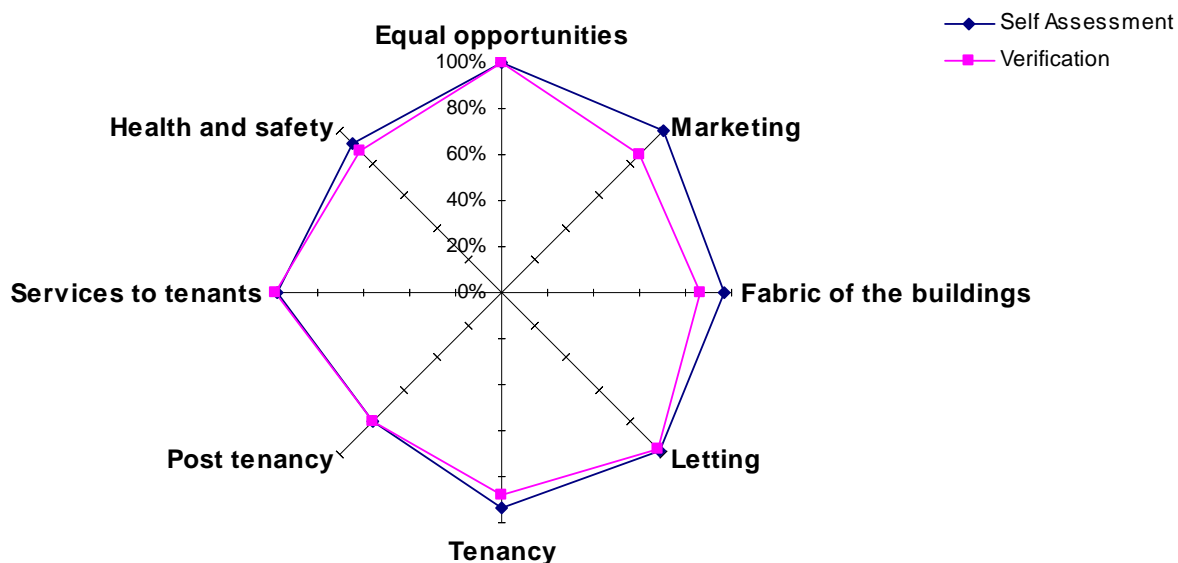 Self Assessment
Verification
Equal opportunities
100%
80%
60%
40%
20%
0%
Health and safety
Marketing
Services to tenants
Fabric of the buildings
Post tenancy
Letting
Tenancy